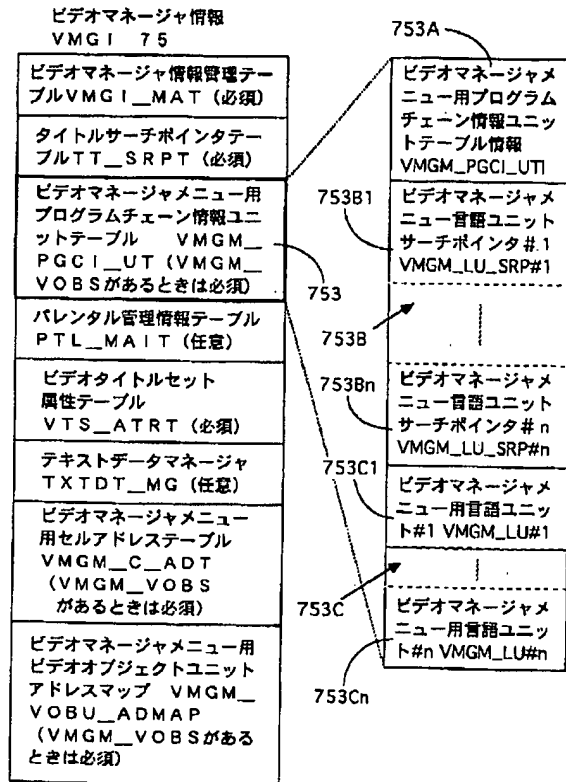 ビデオマネージャ情報
VMGI 75
ビデオマネージャ情報管理テー
ブルVMGI__MAT (必須)
タイトルサーチポインタテー
ブルTT__SRPT (必須)
ビデオマネージャメニュー用
プログラムチェーン情報ユニ
ットテーブル VMGM__
PGCI__UT (VMGM__
VOBSがあるときは必須)
パレンタル管理情報テーブル
PTL__MAIT (任意)
ビデオタイトルセット
属性テーブル
VTS__ATRT (必須)
テキストデータマネージャ
TXTDT__MG (任意)
ビデオマネージャメニュー
用セルアドレステーブル
VMGM__C__ADT
(VMGM__VOBS
があるときは必須)
ビデオマネージャメニュー用
ビデオオブジェクトユニット
アドレスマップ VMGM__
VOBU__ADMAP
(VMGM__VOBSがある
ときは必須)
753
753A
ビデオマネージャメ
ニュー用プログラム
チェーン情報ユニッ
トテーブル情報
VMGM_PGCI_UTI
753B1
ビデオマネージャメ
ニュー言語ユニット
サーチポインタ#1
VMGM_LU_SRP#1
753B
753Bn
ビデオマネージャメ
ニュー言語ユニット
サーチポインタ#n
VMGM_LU_SRP#n
753C1
ビデオマネージャメ
ニュー用言語ユニッ
ト#1 VMGM_LU#1
753C
753Cn
ビデオマネージャメ
ニュー用言語ユニッ
ト#n VMGM_LU#n